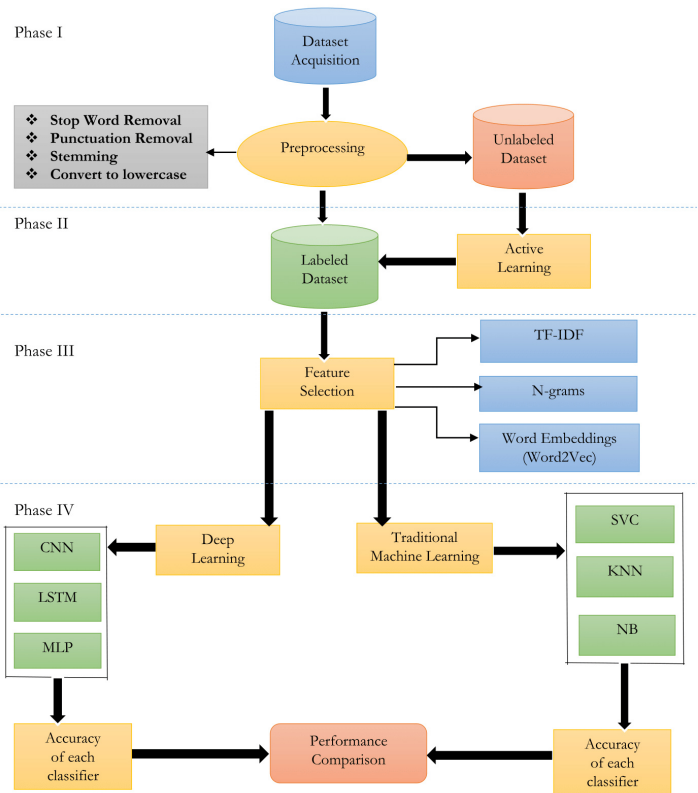 Phase I
Dataset
Acquisition
❖ Stop Word Removal
❖ Punctuation Removal
❖ Stemming
❖ Convert to lowercase
Preprocessing
Unlabeled
Dataset
Phase II
Labeled
Dataset
Active
Learning
Phase III
Feature
Selection
TF-IDF
N-grams
Word Embeddings
(Word2Vec)
Phase IV
CNN
LSTM
MLP
Deep
Learning
Traditional
Machine Learning
SVC
KNN
NB
Accuracy
of each
classifier
Performance
Comparison
Accuracy
of each
classifier